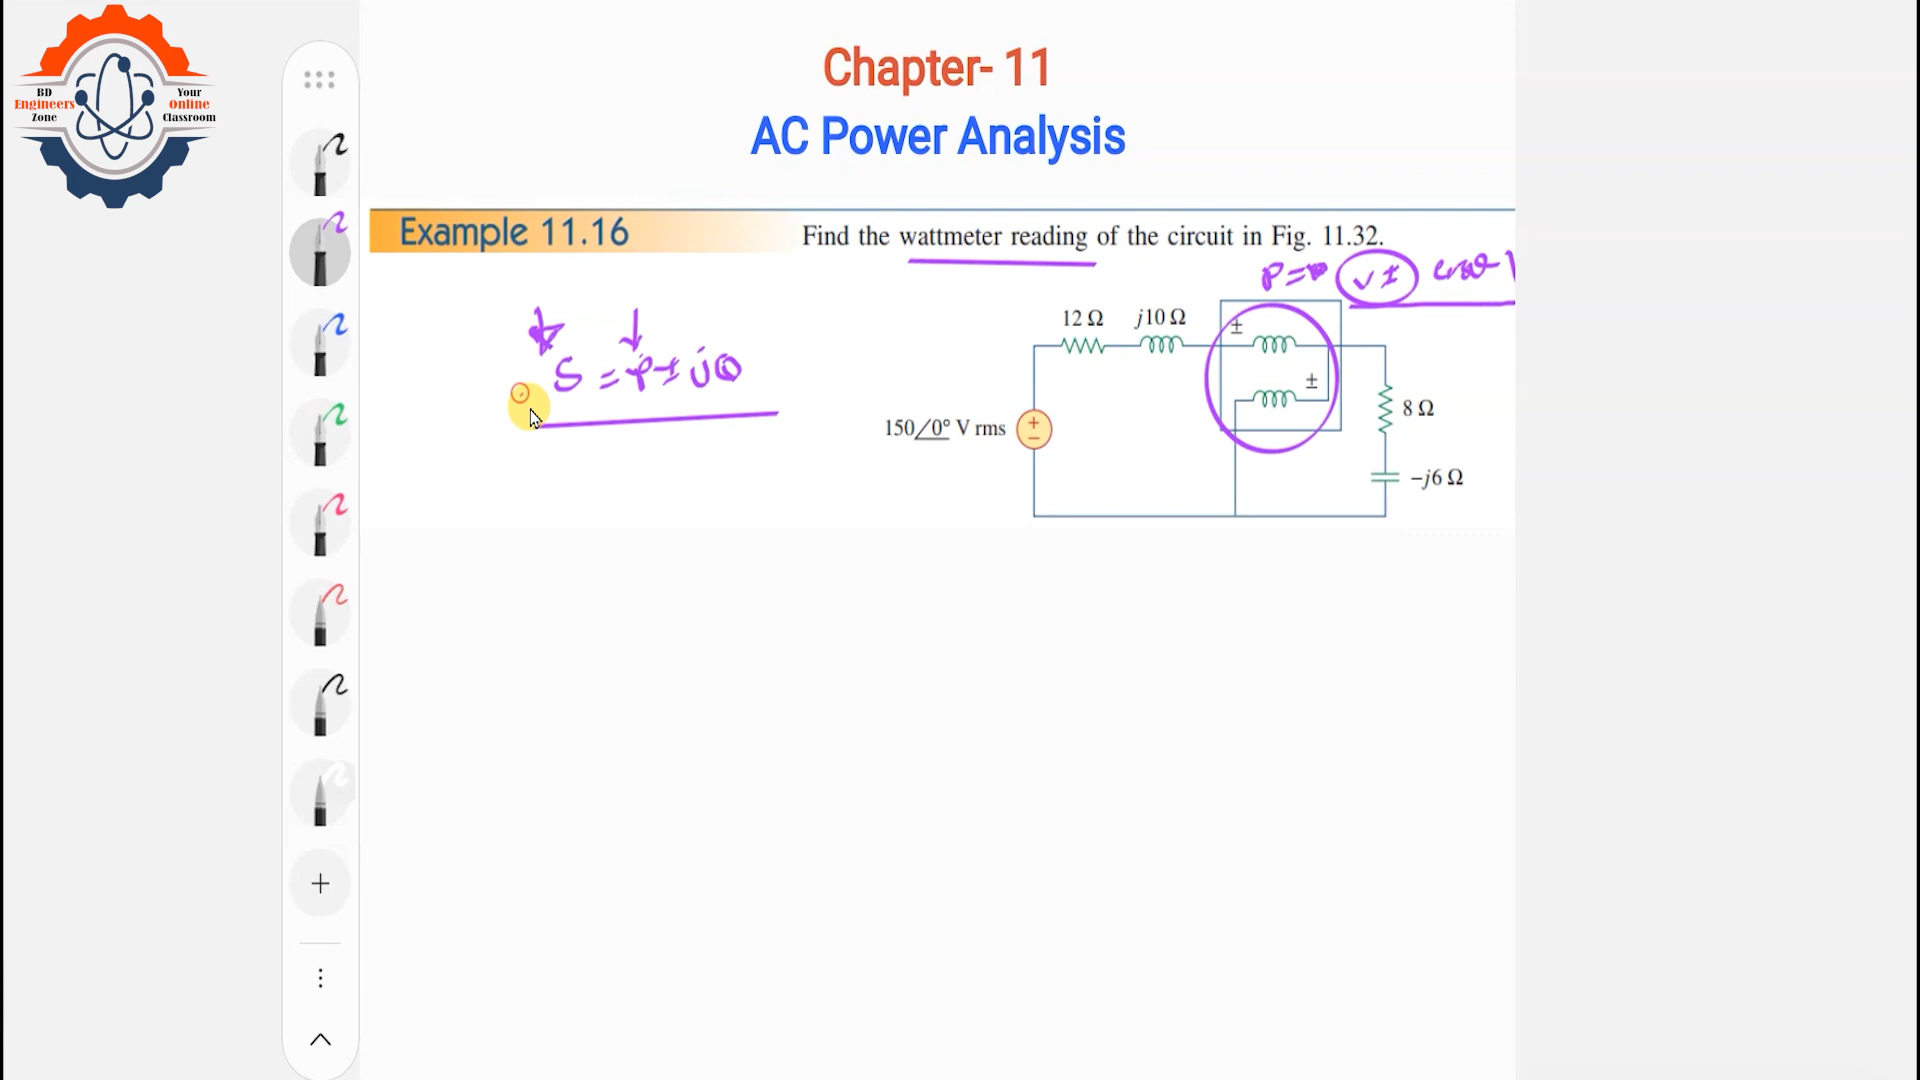 BD
Engineers
Zone
Your
Online
Classroom
Chapter- 11
AC Power Analysis
Example 11.16
Find the wattmeter reading of the circuit in Fig. 11.32.
P = VI cosθ
S = P ± jQ
12 Ω
j10 Ω
±
±
150∠0° V rms
+
−
8 Ω
−j6 Ω